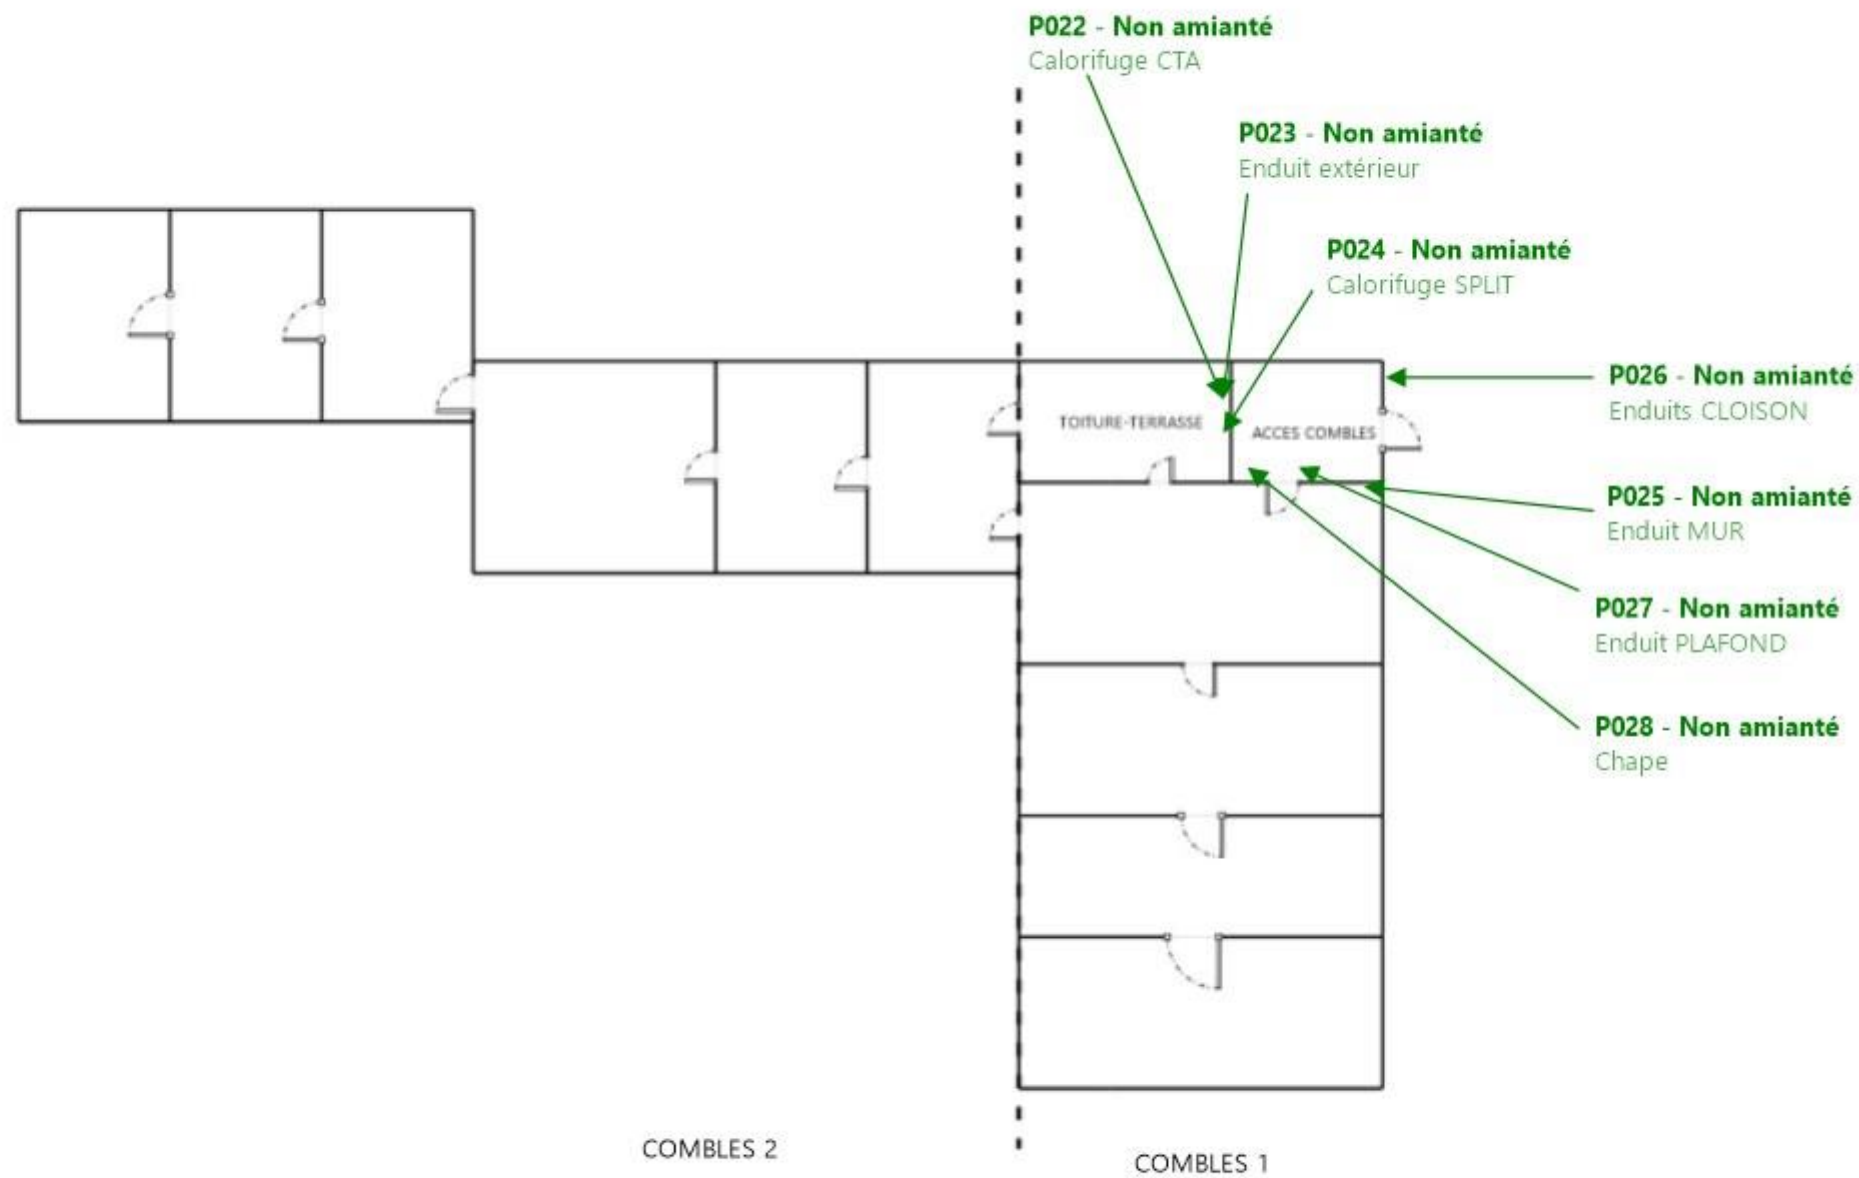 P022 - Non amianté
Calorifuge CTA
P023 - Non amianté
Enduit extérieur
P024 - Non amianté
Calorifuge SPLIT
P026 - Non amianté
Enduits CLOISON
TOITURE-TERRASSE
ACCES COMBLES
P025 - Non amianté
Enduit MUR
P027 - Non amianté
Enduit PLAFOND
P028 - Non amianté
Chape
COMBLES 2
COMBLES 1